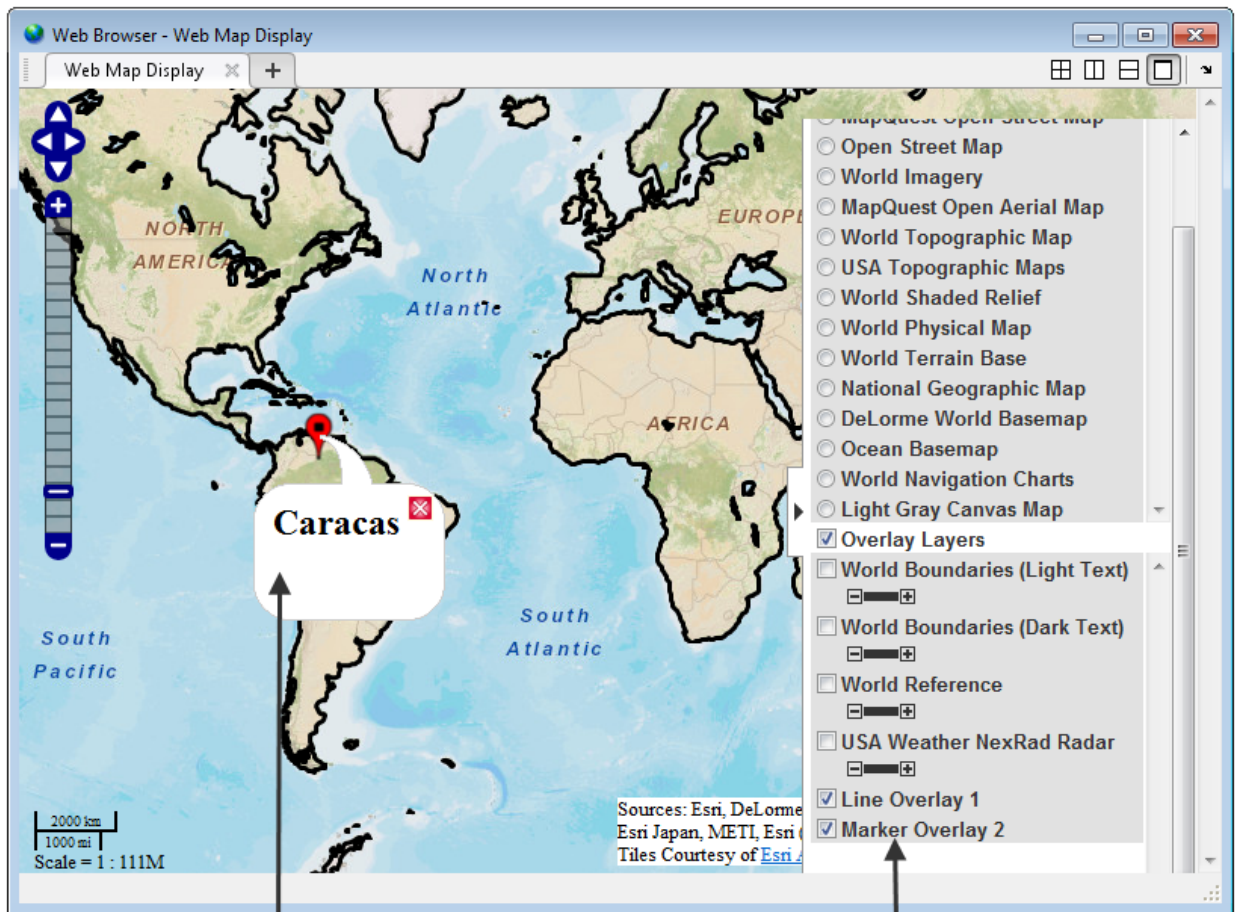 Web Browser - Web Map Display
Web Map Display
NORTH
AMERICA
North
Atlantic
EUROPE
AFRICA
Caracas
South
Pacific
South
Atlantic
2000 km
1000 mi
Scale = 1 : 111M
Sources: Esri, DeLorme
Esri Japan, METI, Esri (
Tiles Courtesy of Esri A
MapQuest Open Street Map
Open Street Map
World Imagery
MapQuest Open Aerial Map
World Topographic Map
USA Topographic Maps
World Shaded Relief
World Physical Map
World Terrain Base
National Geographic Map
DeLorme World Basemap
Ocean Basemap
World Navigation Charts
Light Gray Canvas Map
Overlay Layers
World Boundaries (Light Text)
World Boundaries (Dark Text)
World Reference
USA Weather NexRad Radar
Line Overlay 1
Marker Overlay 2